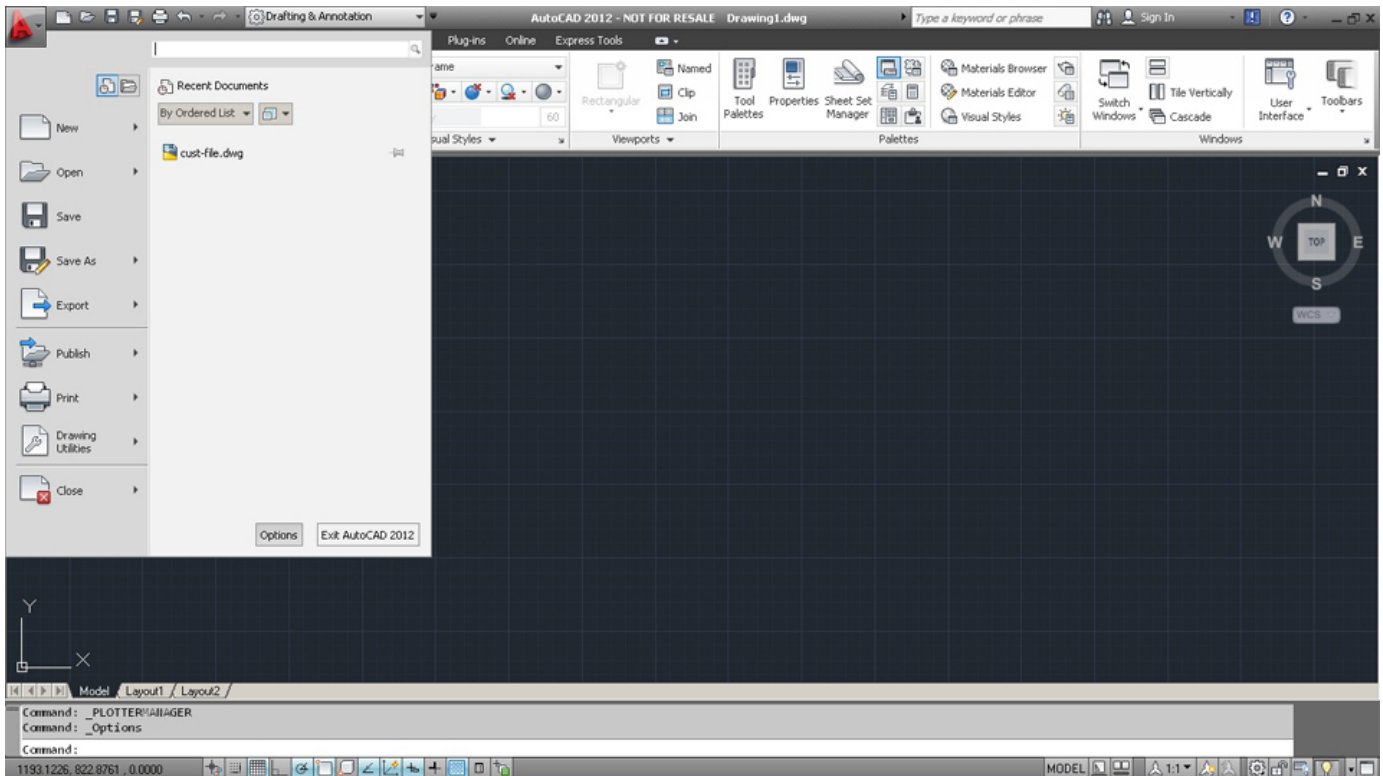 Drafting & Annotation
AutoCAD 2012 - NOT FOR RESALE Drawing1.dwg
Type a keyword or phrase
Sign In
Plug-ins Online Express Tools
Recent Documents
By Ordered List
cust-file.dwg
New
Open
Save
Save As
Export
Publish
Print
Drawing
Utilities
Close
Options
Exit AutoCAD 2012
rame
60
Rectangular
Named
Clip
Join
Viewports
Tool
Palettes
Properties
Sheet Set
Manager
Materials Browser
Materials Editor
Visual Styles
Palettes
Switch
Windows
Tile Vertically
Cascade
User
Interface
Toolbars
Windows
sual Styles
N
W TOP E
S
WCS
Y
X
Model Layout1 Layout2
Command: _PLOTTERMANAGER
Command: _Options
Command:
1193.1226, 822.8761 , 0.0000
MODEL
1:1